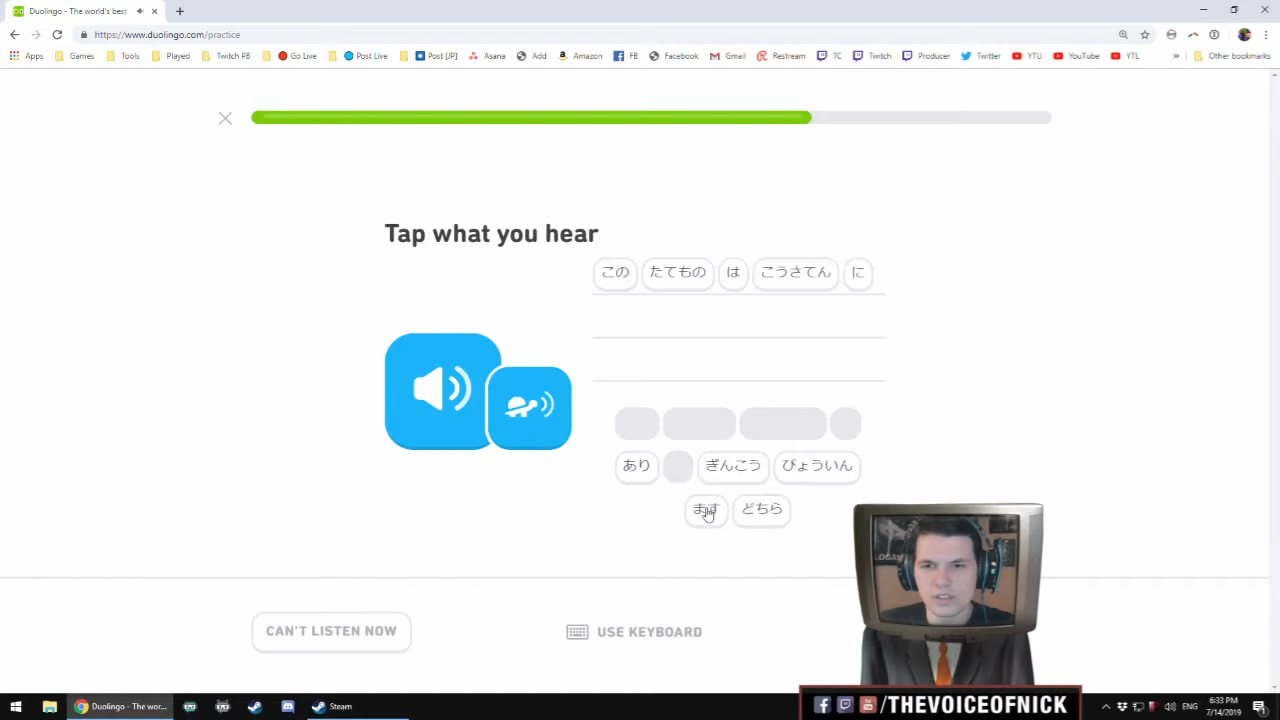 Duolingo - The world's best
https://www.duolingo.com/practice
Apps Games Tools Played Twitch PB Go Live Post Live Post [JP] Asana Add Amazon FB Facebook Gmail Restream TC Twitch Producer Twitter YTU YouTube YTL » Other bookmarks
Tap what you hear
この たてもの は こうさてん に
あり ぎんこう びょういん
ます どちら
CAN'T LISTEN NOW
USE KEYBOARD
/THEVOICEOFNICK
Duolingo - The wor...
Steam
ENG
6:33 PM
7/14/2019